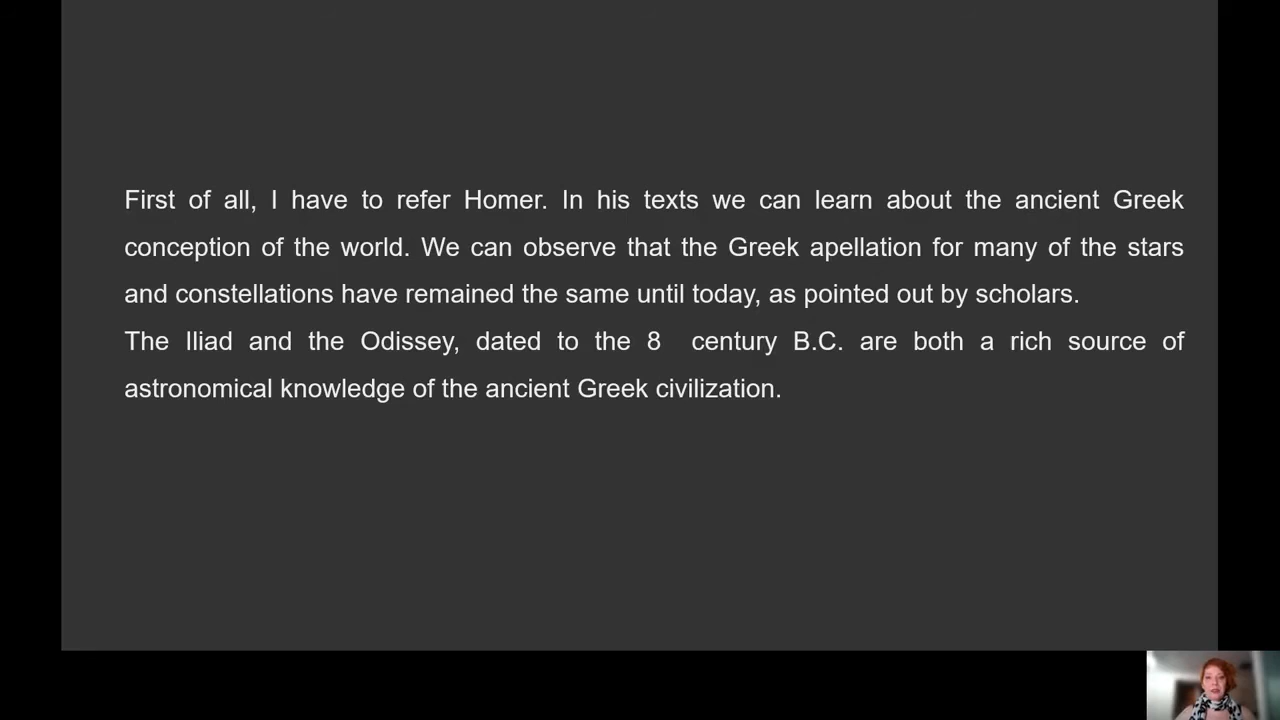 First of all, I have to refer Homer. In his texts we can learn about the ancient Greek
conception of the world. We can observe that the Greek apellation for many of the stars
and constellations have remained the same until today, as pointed out by scholars.
The Iliad and the Odissey, dated to the 8 century B.C. are both a rich source of
astronomical knowledge of the ancient Greek civilization.